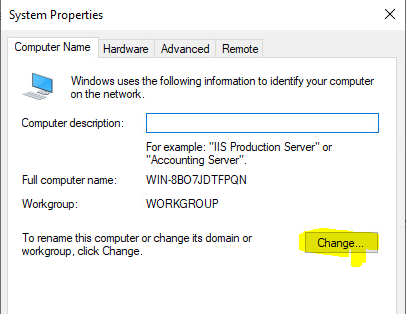 System Properties
Computer Name Hardware Advanced Remote
Windows uses the following information to identify your computer
on the network.
Computer description:
For example: "IIS Production Server" or
"Accounting Server".
Full computer name: WIN-8BO7JDTFPQN
Workgroup: WORKGROUP
To rename this computer or change its domain or
workgroup, click Change.
Change...